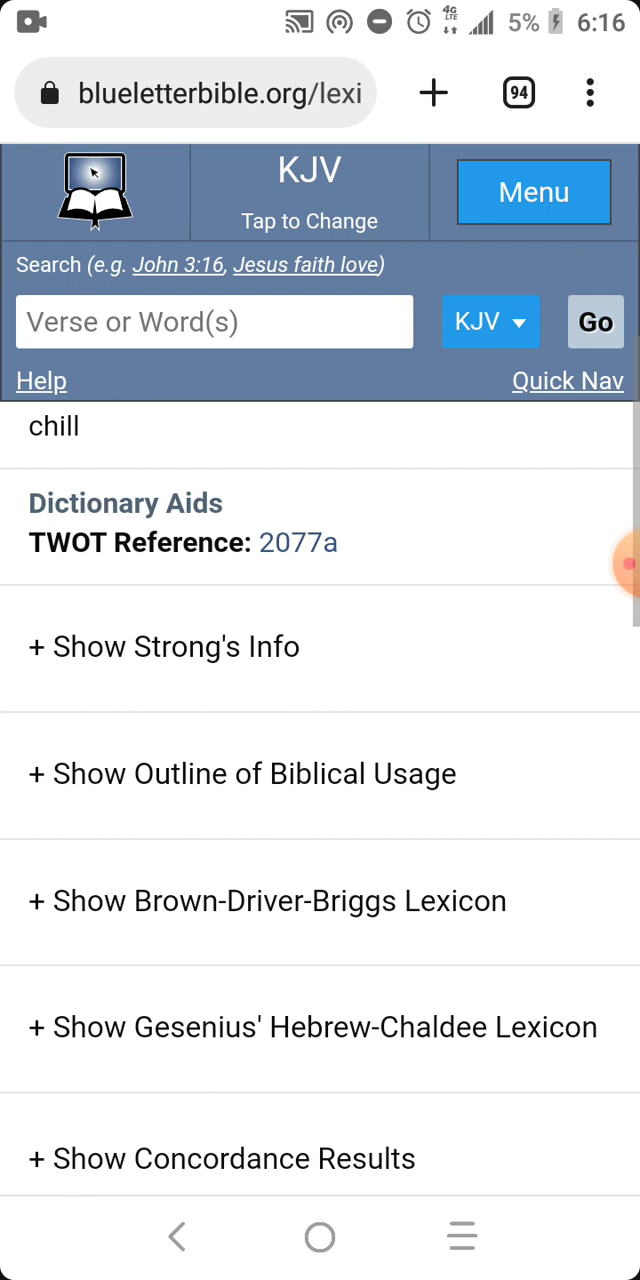 4G
LTE
5%
6:16
blueletterbible.org/lexi
94
KJV
Tap to Change
Menu
Search (e.g. John 3:16, Jesus faith love)
Verse or Word(s)
KJV
Go
Help
Quick Nav
chill
Dictionary Aids
TWOT Reference: 2077a
+ Show Strong's Info
+ Show Outline of Biblical Usage
+ Show Brown-Driver-Briggs Lexicon
+ Show Gesenius' Hebrew-Chaldee Lexicon
+ Show Concordance Results